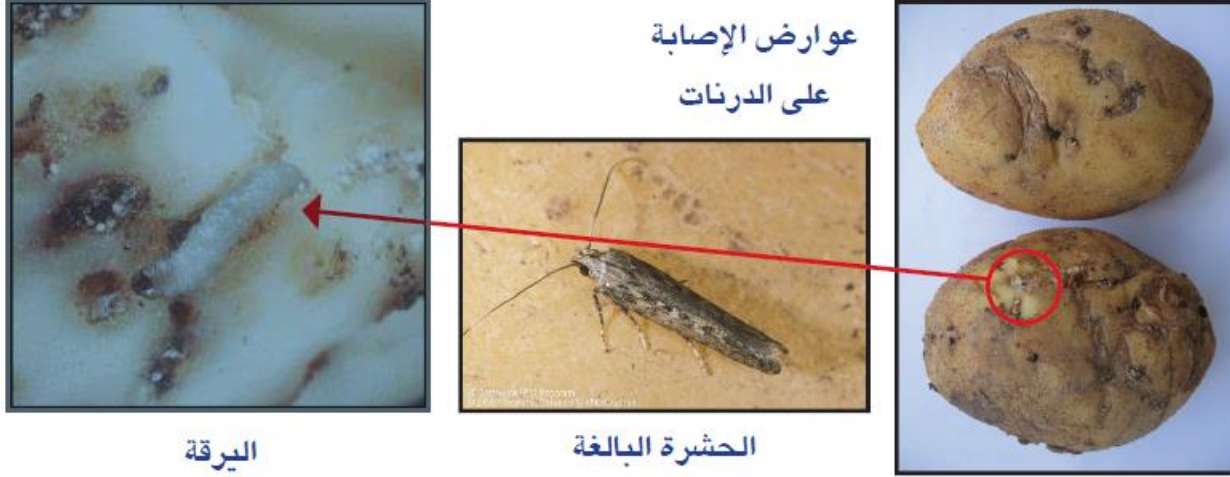 عوارض الإصابة
على الدرنات
الحشرة البالغة
اليرقة